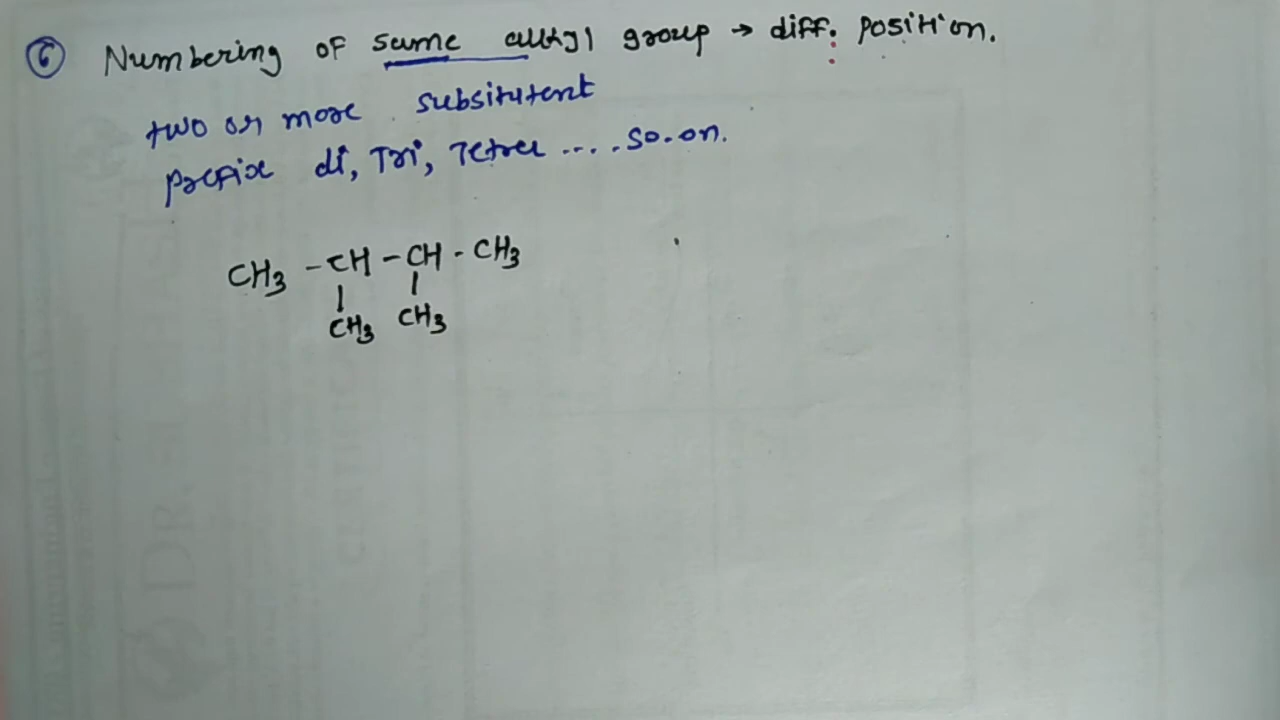 6 Numbering of same alkyl group → diff. position.
two or more subsitutent
prefix di, Tri, Tetra .... so.on.
CH3 - CH - CH - CH3
| |
CH3 CH3